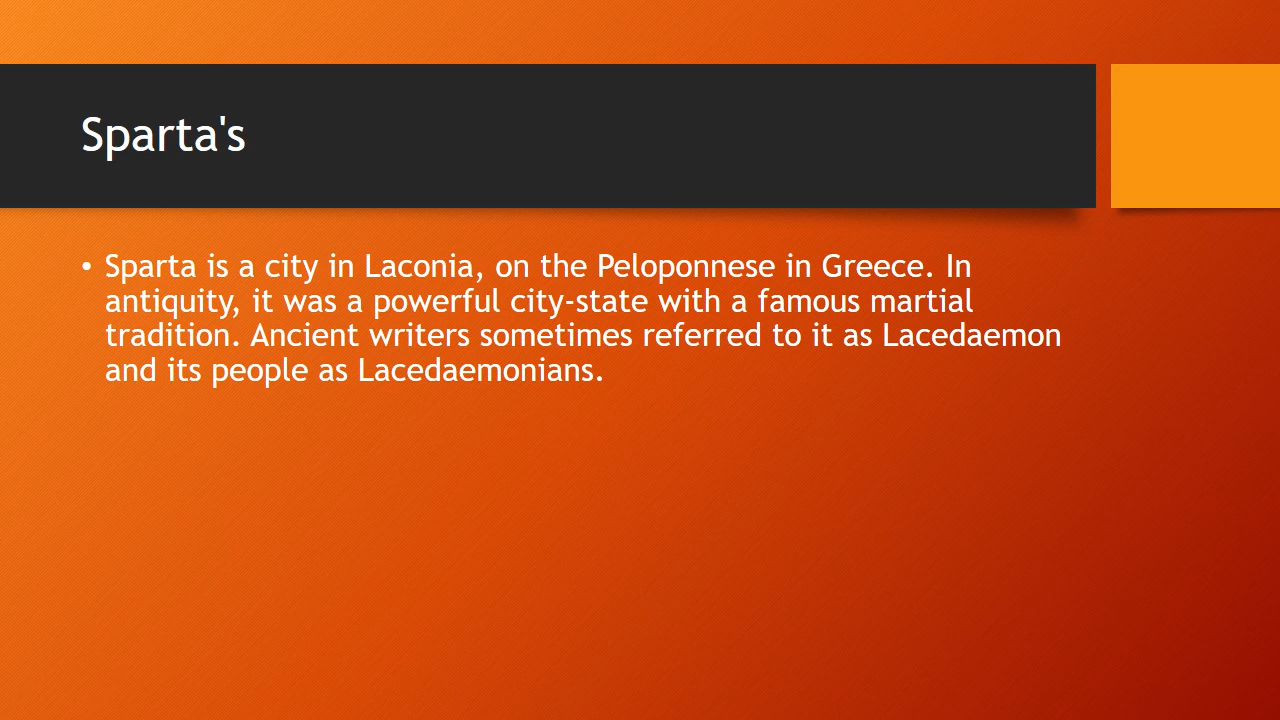 Sparta's
• Sparta is a city in Laconia, on the Peloponnese in Greece. In
antiquity, it was a powerful city-state with a famous martial
tradition. Ancient writers sometimes referred to it as Lacedaemon
and its people as Lacedaemonians.